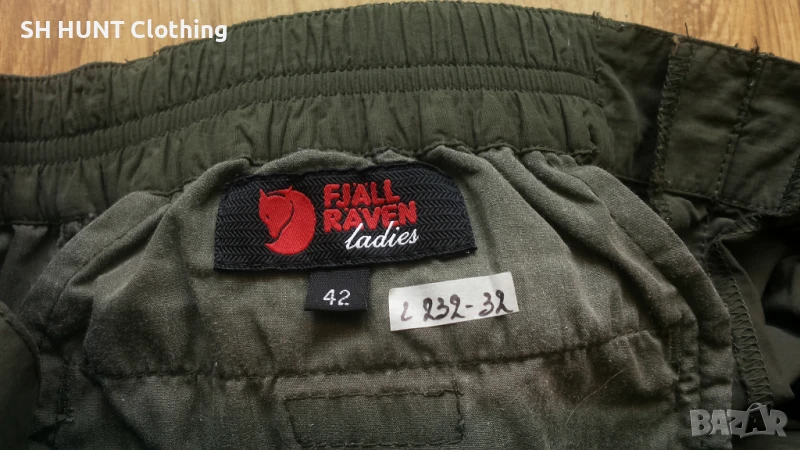 SH HUNT Clothing
FJALL
RAVEN
ladies
42
L 232-32
BAZAR